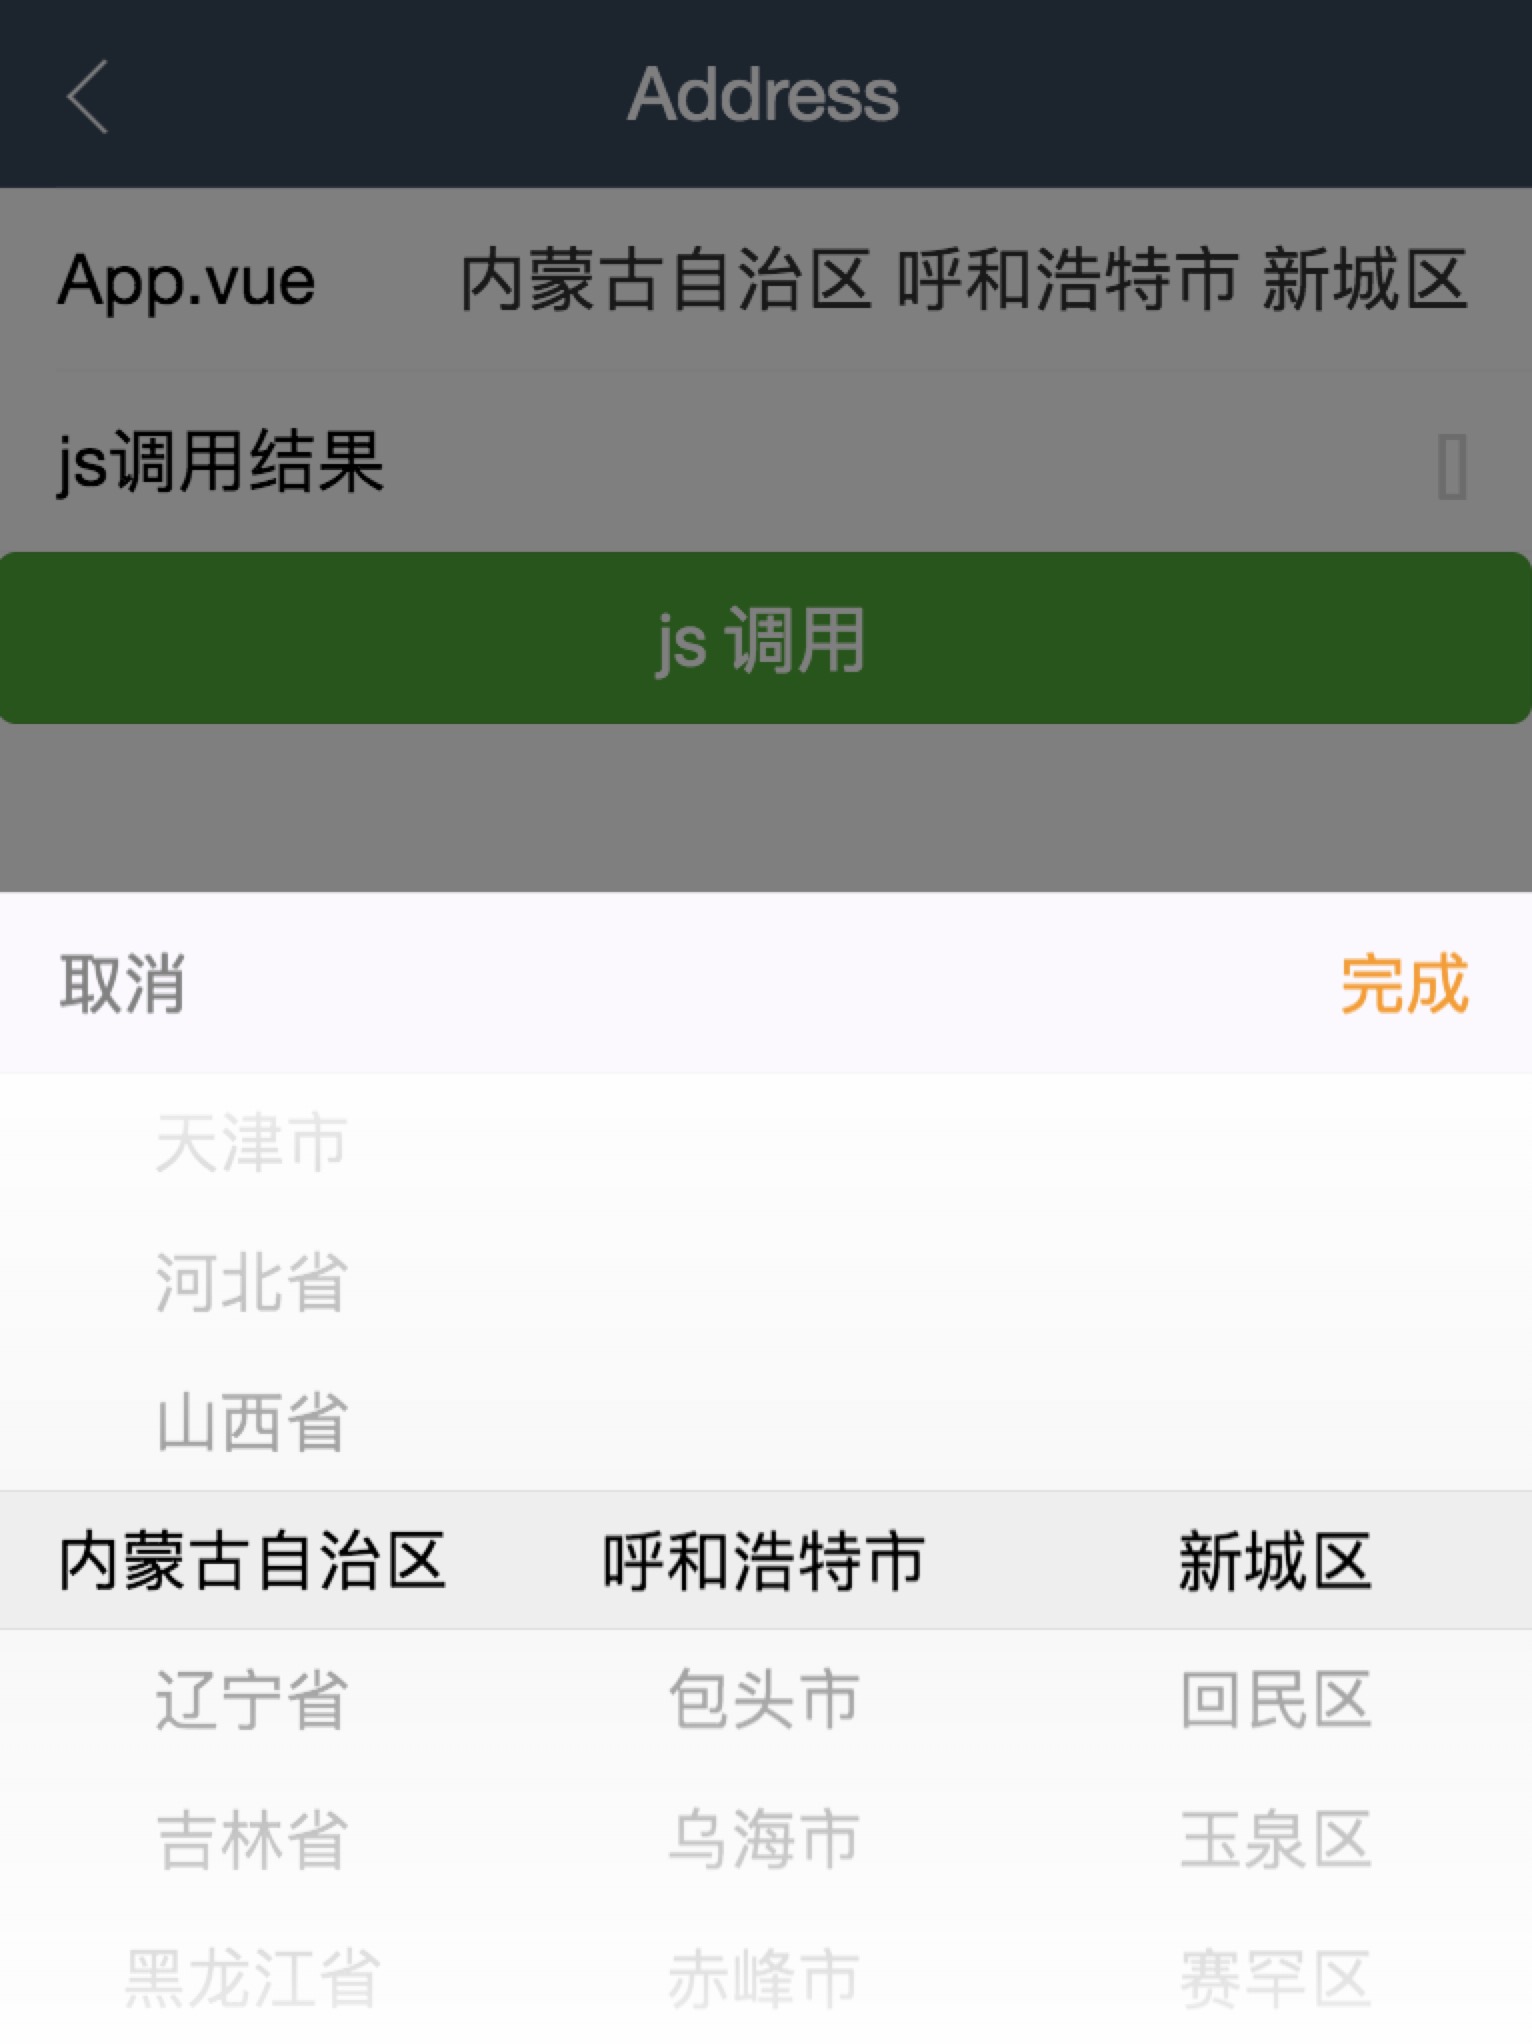 Address
App.vue 内蒙古自治区 呼和浩特市 新城区
js调用结果
js 调用
取消 完成
天津市
河北省
山西省
内蒙古自治区 呼和浩特市 新城区
辽宁省 包头市 回民区
吉林省 乌海市 玉泉区
黑龙江省 赤峰市 赛罕区